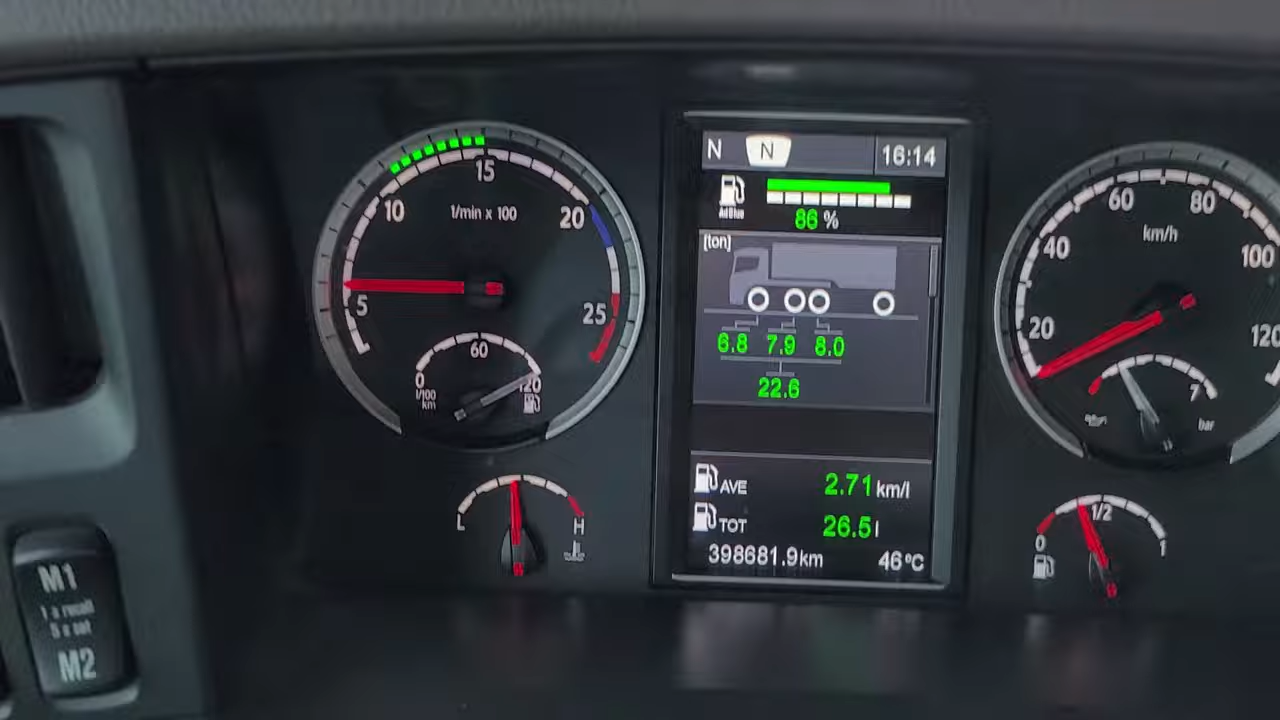 N N 16:14
AdBlue
86 %
[ton]
6.8 7.9 8.0
22.6
AVE 2.71 km/l
TOT 26.5 l
398681.9km 46°C
5
10
15
20
25
1/min x 100
0
60
120
l/100
km
L
H
20
40
60
80
100
120
km/h
7
bar
0
1/2
1
M1
1 x recall
5 x set
M2